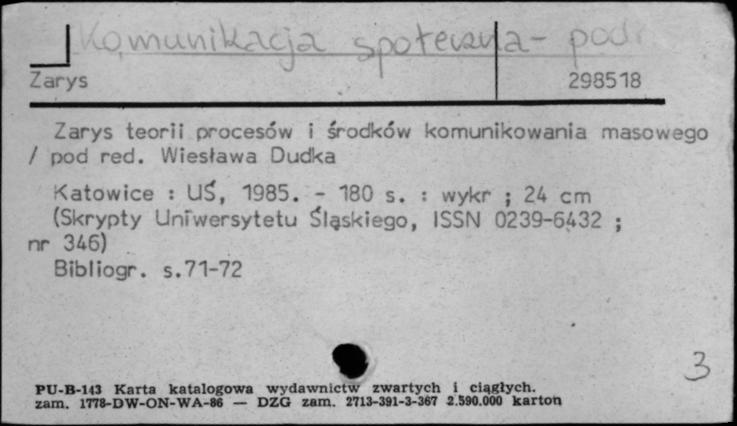 Komunikacja społeczna - podr
Zarys 298518
Zarys teorii procesów i środków komunikowania masowego
/ pod red. Wiesława Dudka
Katowice : UŚ, 1985. - 180 s. : wykr ; 24 cm
(Skrypty Uniwersytetu Śląskiego, ISSN 0239-6432 ;
nr 346)
Bibliogr. s.71-72
3
PU-B-143 Karta katalogowa wydawnictw zwartych i ciągłych.
zam. 1778-DW-ON-WA-86 — DZG zam. 2713-391-3-367 2.590.000 karton